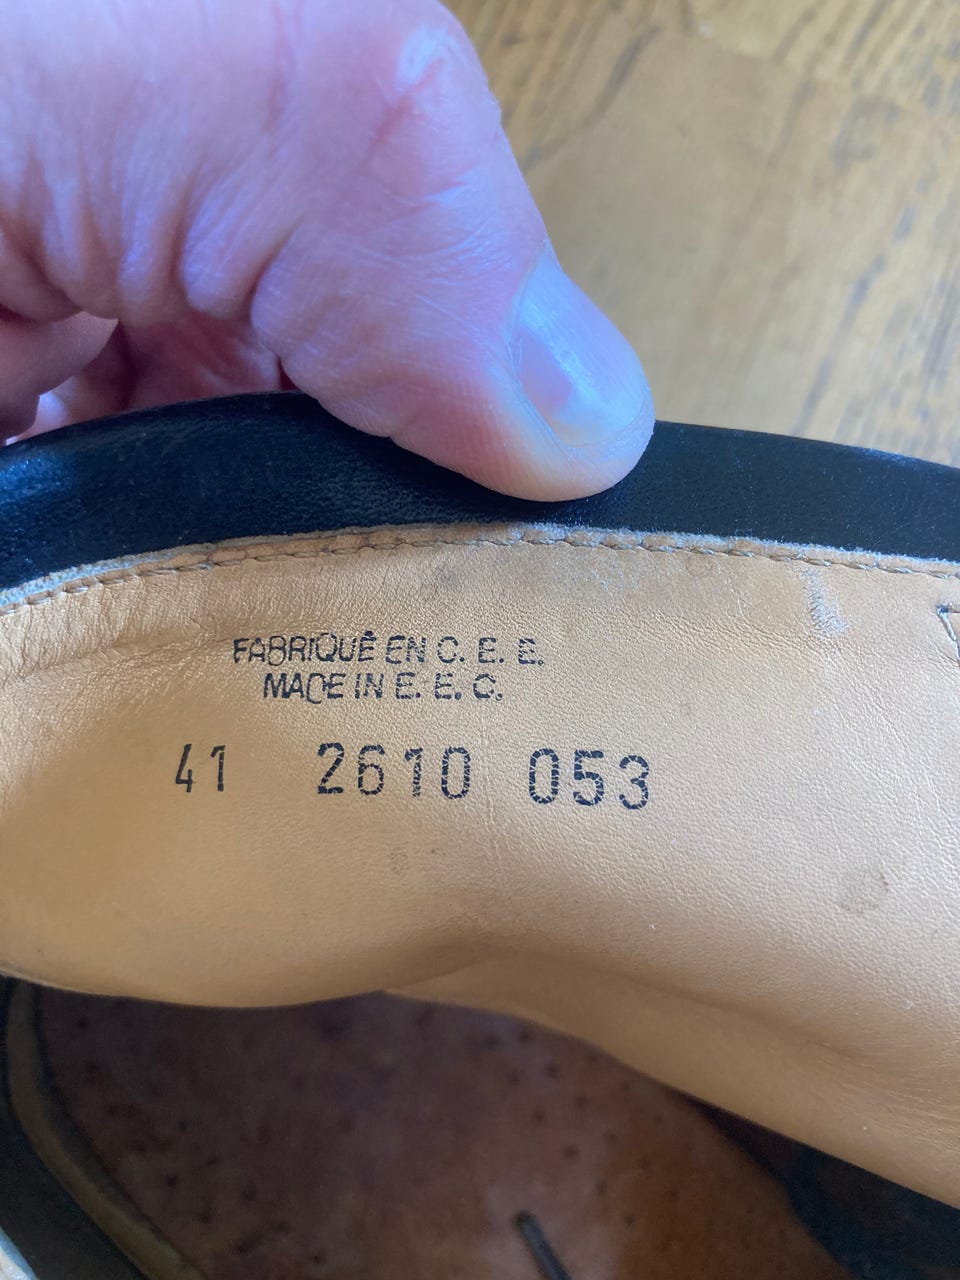 FABRIQUÉ EN C. E. E.
MADE IN E. E. C.
41 2610 053